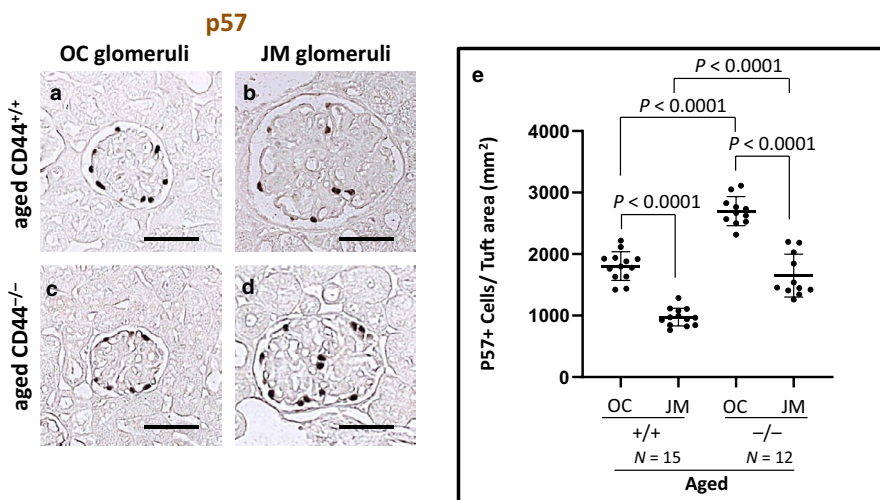 p57
OC glomeruli
JM glomeruli
aged CD44+/+
a
b
aged CD44−/−
c
d
e
P < 0.0001
P < 0.0001
P < 0.0001
P < 0.0001
P57+ Cells/ Tuft area (mm²)
4000
3000
2000
1000
0
OC JM OC JM
+/+ −/−
N = 15 N = 12
Aged